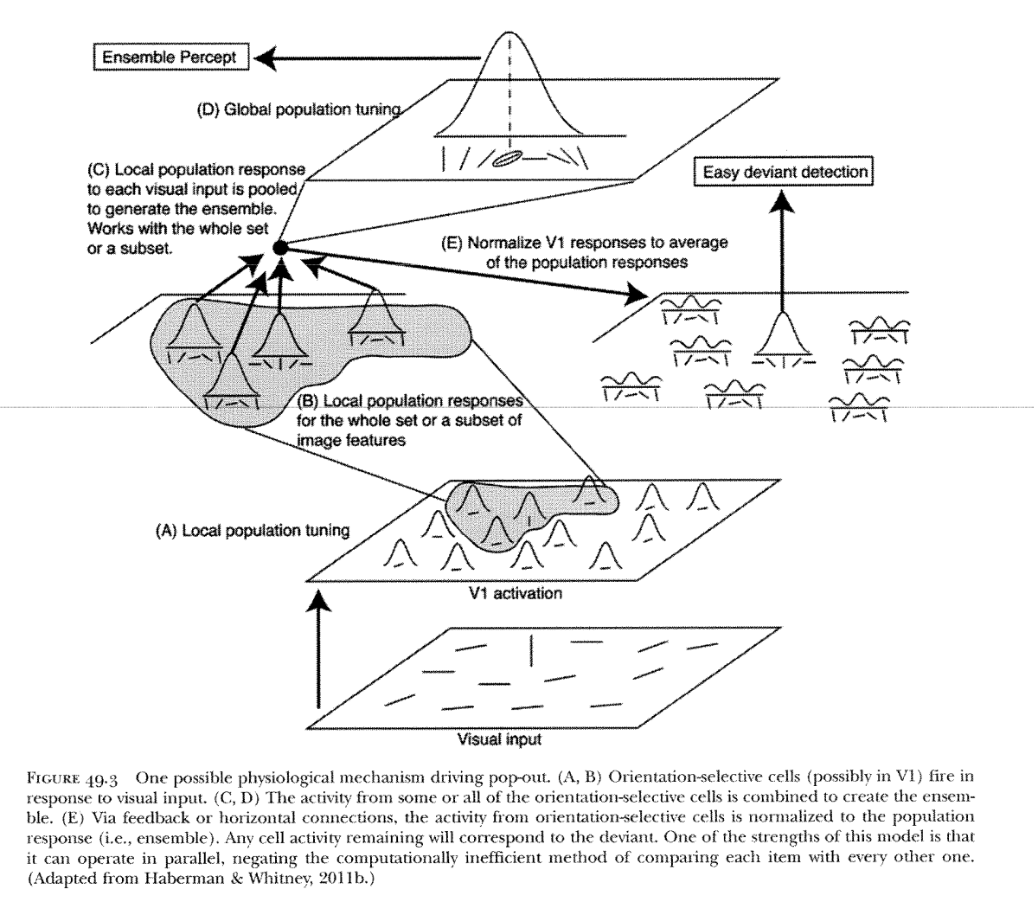 Ensemble Percept
(D) Global population tuning
(C) Local population response
to each visual input is pooled
to generate the ensemble.
Works with the whole set
or a subset.
Easy deviant detection
(E) Normalize V1 responses to average
of the population responses
(B) Local population responses
for the whole set or a subset of
image features
(A) Local population tuning
V1 activation
Visual input
FIGURE 49.3 One possible physiological mechanism driving pop-out. (A, B) Orientation-selective cells (possibly in V1) fire in
response to visual input. (C, D) The activity from some or all of the orientation-selective cells is combined to create the ensem-
ble. (E) Via feedback or horizontal connections, the activity from orientation-selective cells is normalized to the population
response (i.e., ensemble). Any cell activity remaining will correspond to the deviant. One of the strengths of this model is that
it can operate in parallel, negating the computationally inefficient method of comparing each item with every other one.
(Adapted from Haberman & Whitney, 2011b.)